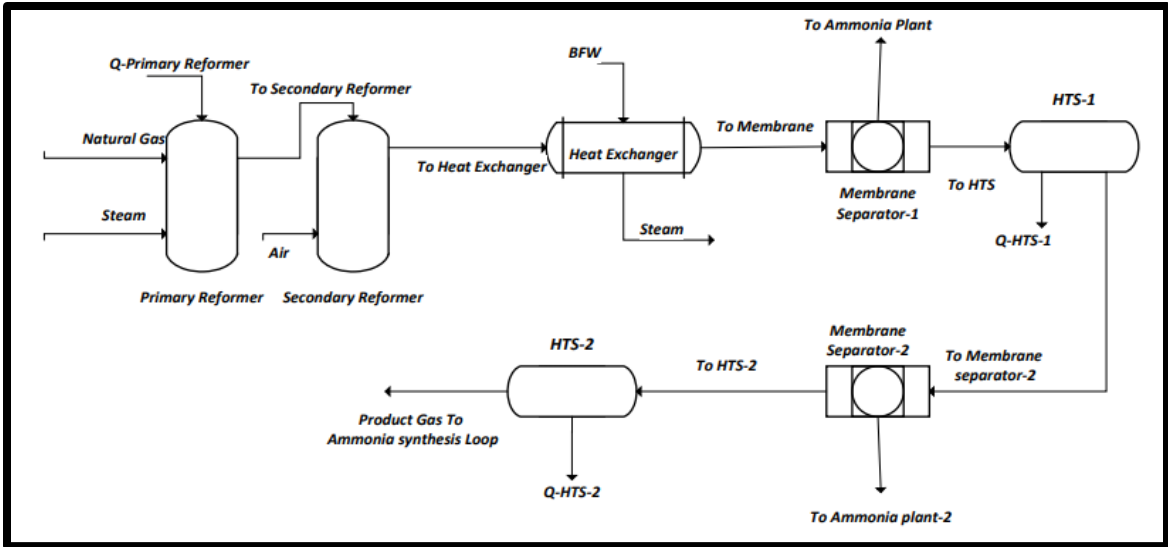 To Ammonia Plant
Q-Primary Reformer
BFW
To Secondary Reformer
HTS-1
Natural Gas
To Membrane
Heat Exchanger
To Heat Exchanger
To HTS
Membrane
Separator-1
Steam
Steam
Q-HTS-1
Air
Primary Reformer
Secondary Reformer
HTS-2
Membrane
Separator-2
To HTS-2
To Membrane
separator-2
Product Gas To
Ammonia synthesis Loop
Q-HTS-2
To Ammonia plant-2